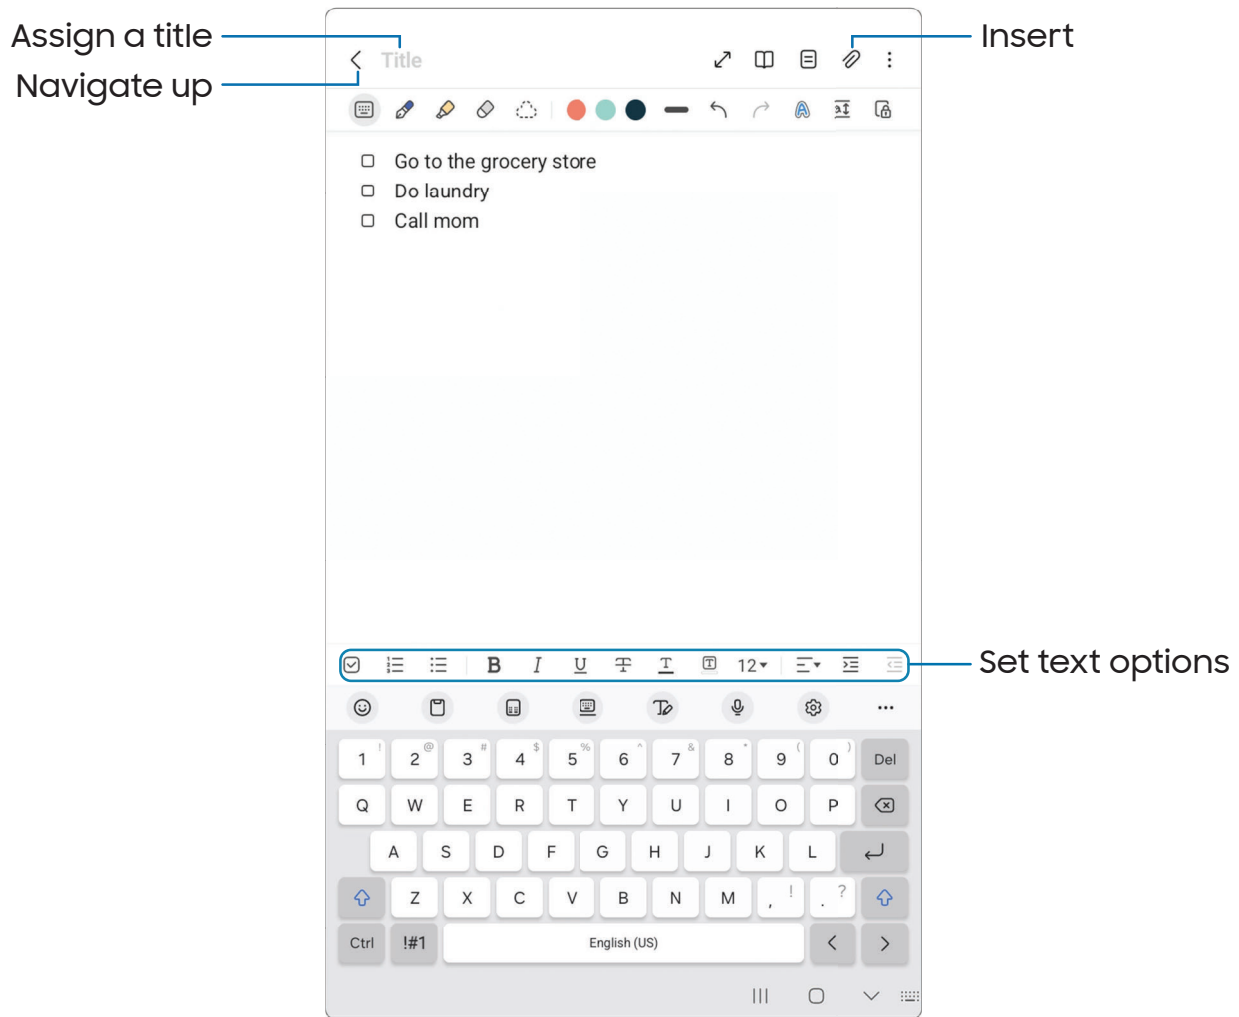 Assign a title
Navigate up
Insert
Title
Go to the grocery store
Do laundry
Call mom
B I U T T T 12
Set text options
1 ! 2 @ 3 # 4 $ 5 % 6 ^ 7 & 8 * 9 ( 0 ) Del
Q W E R T Y U I O P
A S D F G H J K L
Z X C V B N M , ! . ?
Ctrl !#1 English (US) < >